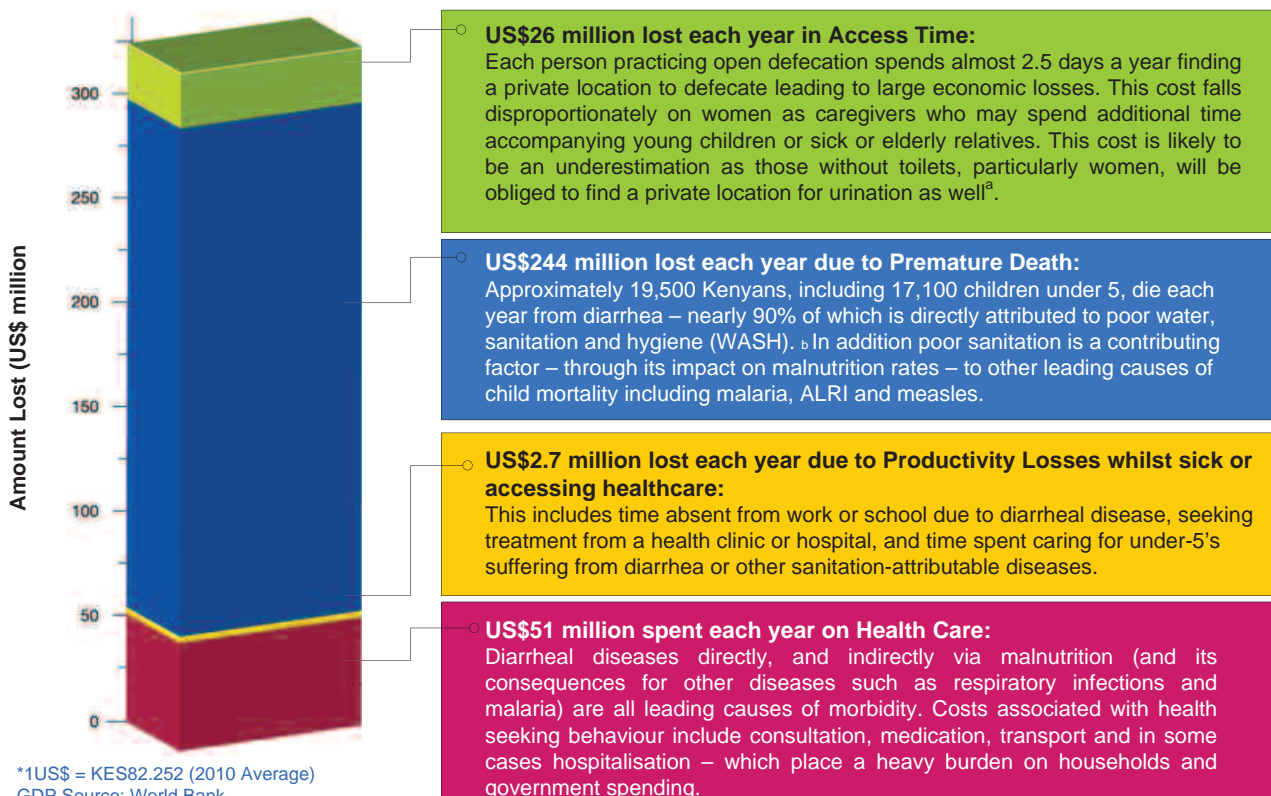 US$26 million lost each year in Access Time:
Each person practicing open defecation spends almost 2.5 days a year finding
a private location to defecate leading to large economic losses. This cost falls
disproportionately on women as caregivers who may spend additional time
accompanying young children or sick or elderly relatives. This cost is likely to
be an underestimation as those without toilets, particularly women, will be
obliged to find a private location for urination as wellª.
US$244 million lost each year due to Premature Death:
Approximately 19,500 Kenyans, including 17,100 children under 5, die each
year from diarrhea – nearly 90% of which is directly attributed to poor water,
sanitation and hygiene (WASH). b In addition poor sanitation is a contributing
factor – through its impact on malnutrition rates – to other leading causes of
child mortality including malaria, ALRI and measles.
US$2.7 million lost each year due to Productivity Losses whilst sick or
accessing healthcare:
This includes time absent from work or school due to diarrheal disease, seeking
treatment from a health clinic or hospital, and time spent caring for under-5's
suffering from diarrhea or other sanitation-attributable diseases.
US$51 million spent each year on Health Care:
Diarrheal diseases directly, and indirectly via malnutrition (and its
consequences for other diseases such as respiratory infections and
malaria) are all leading causes of morbidity. Costs associated with health
seeking behaviour include consultation, medication, transport and in some
cases hospitalisation – which place a heavy burden on households and
government spending.
Amount Lost (US$ million
300
250
200
150
100
50
0
*1US$ = KES82.252 (2010 Average)
GDP Source: World Bank